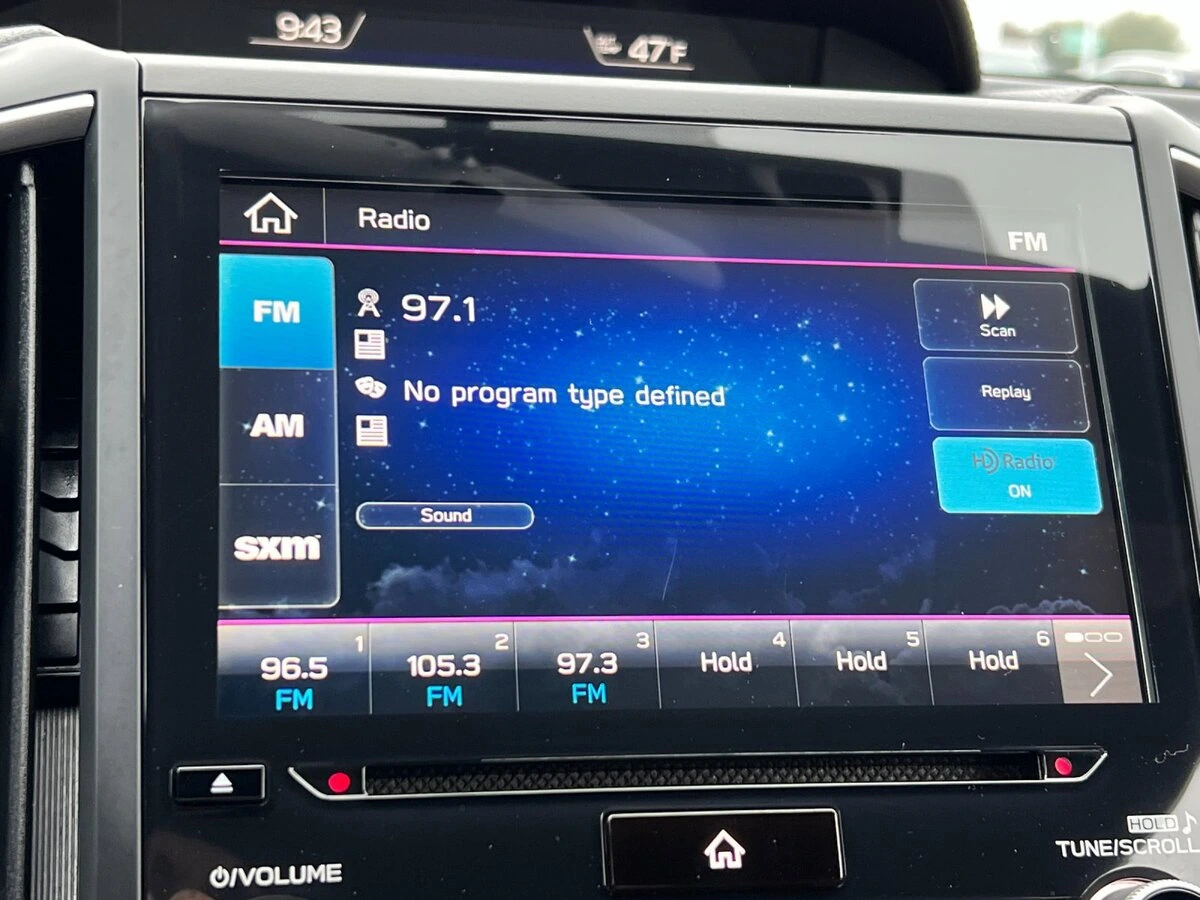 9:43
47°F
Radio
FM
FM
97.1
Scan
Replay
No program type defined
AM
HD Radio
ON
Sound
sxm
1
2
3
4
5
6
96.5
105.3
97.3
Hold
Hold
Hold
FM
FM
FM
HOLD
TUNE/SCROLL
/VOLUME